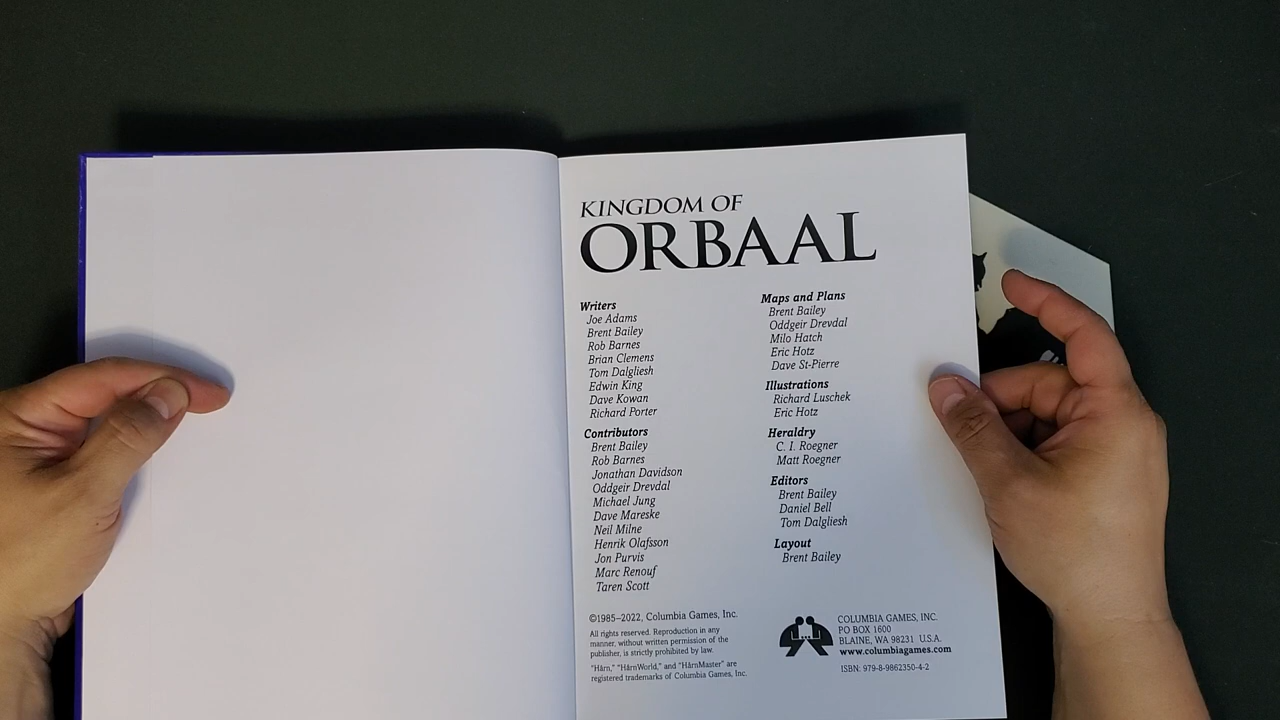 KINGDOM OF
ORBAAL
Writers
Joe Adams
Brent Bailey
Rob Barnes
Brian Clemens
Tom Dalgliesh
Edwin King
Dave Kowan
Richard Porter
Contributors
Brent Bailey
Rob Barnes
Jonathan Davidson
Oddgeir Drevdal
Michael Jung
Dave Mareske
Neil Milne
Henrik Olafsson
Jon Purvis
Marc Renouf
Taren Scott
Maps and Plans
Brent Bailey
Oddgeir Drevdal
Milo Hatch
Eric Hotz
Dave St-Pierre
Illustrations
Richard Luschek
Eric Hotz
Heraldry
C. I. Roegner
Matt Roegner
Editors
Brent Bailey
Daniel Bell
Tom Dalgliesh
Layout
Brent Bailey
©1985–2022, Columbia Games, Inc.
All rights reserved. Reproduction in any
manner, without written permission of the
publisher, is strictly prohibited by law.
"Hârn," "HârnWorld," and "HârnMaster" are
registered trademarks of Columbia Games, Inc.
COLUMBIA GAMES, INC.
PO BOX 1600
BLAINE, WA 98231 U.S.A.
www.columbiagames.com
ISBN: 979-8-9862350-4-2